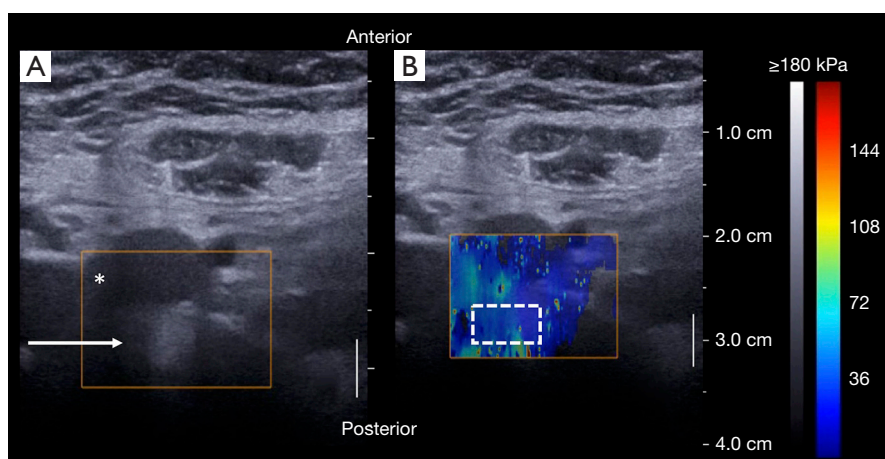 Anterior
A
B
≥180 kPa
1.0 cm
144
2.0 cm
108
72
*
3.0 cm
36
Posterior
4.0 cm